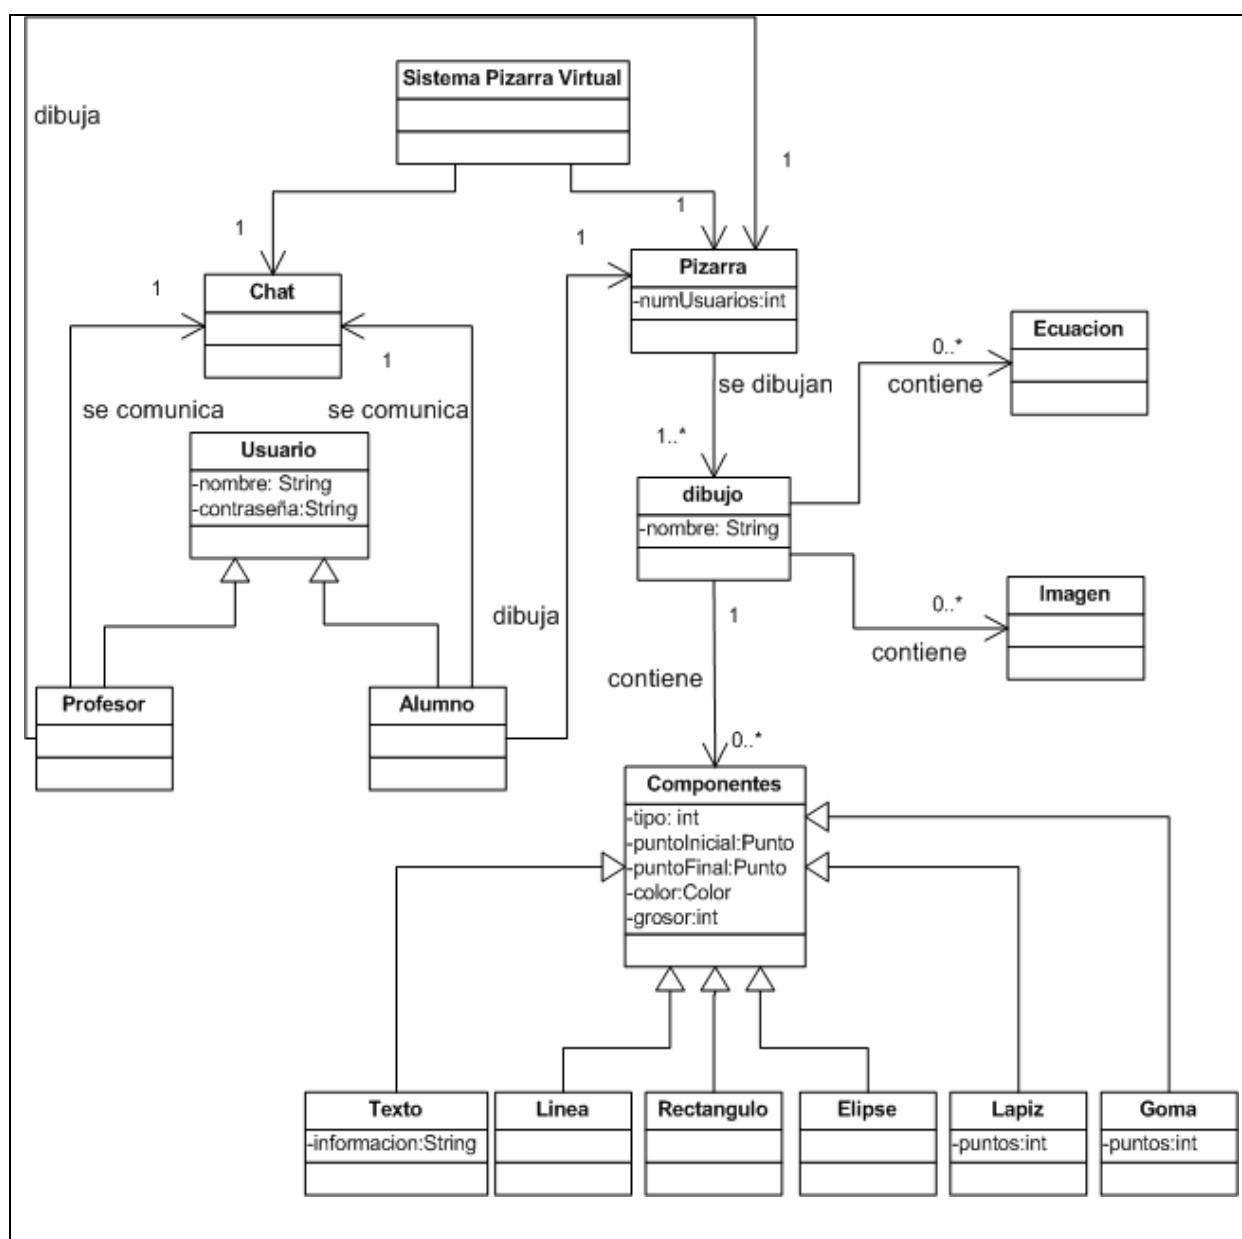 Sistema Pizarra Virtual
dibuja
1
1
1
1
Pizarra
-numUsuarios:int
Chat
1
1
Ecuacion
0..*
contiene
se dibujan
se comunica
se comunica
Usuario
-nombre: String
-contraseña:String
1..*
dibujo
-nombre: String
Imagen
0..*
contiene
dibuja
1
contiene
Profesor
Alumno
0..*
Componentes
-tipo: int
-puntoInicial:Punto
-puntoFinal:Punto
-color:Color
-grosor:int
Texto
-informacion:String
Linea
Rectangulo
Elipse
Lapiz
-puntos:int
Goma
-puntos:int